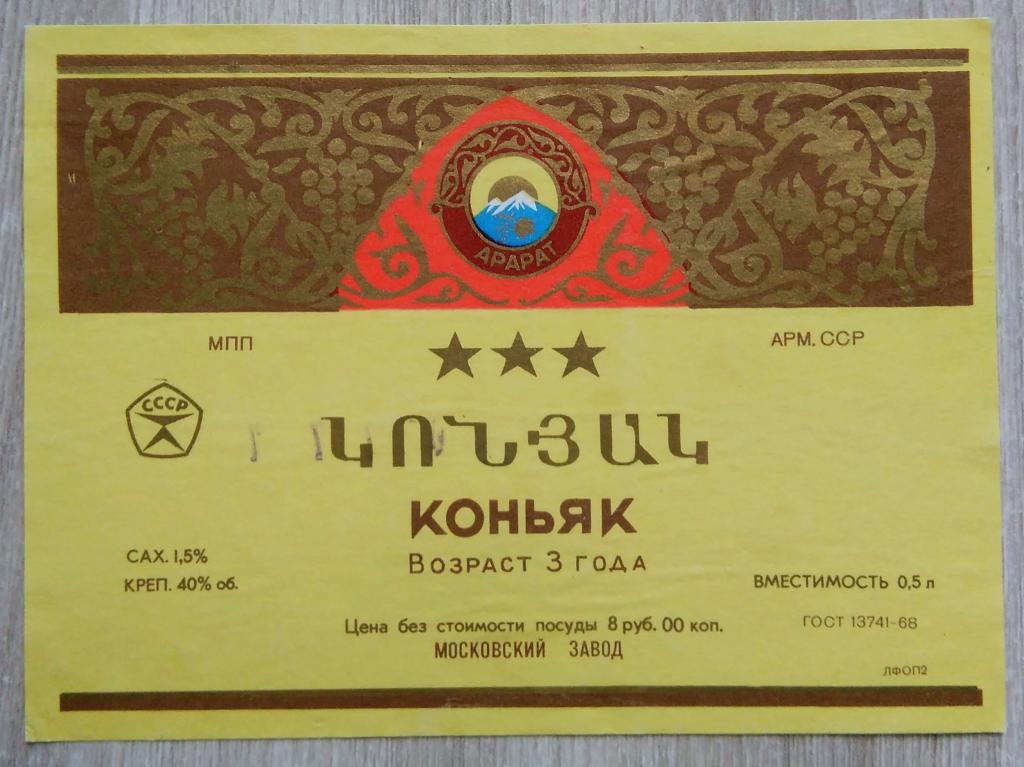 АРАРАТ
МПП
АРМ. ССР
СССР
ԿՈՆՅԱԿ
КОНЬЯК
ВОЗРАСТ 3 ГОДА
САХ. 1,5%
КРЕП. 40% об.
ВМЕСТИМОСТЬ 0,5 л
Цена без стоимости посуды 8 руб. 00 коп.
ГОСТ 13741-68
МОСКОВСКИЙ ЗАВОД
ЛФОП2